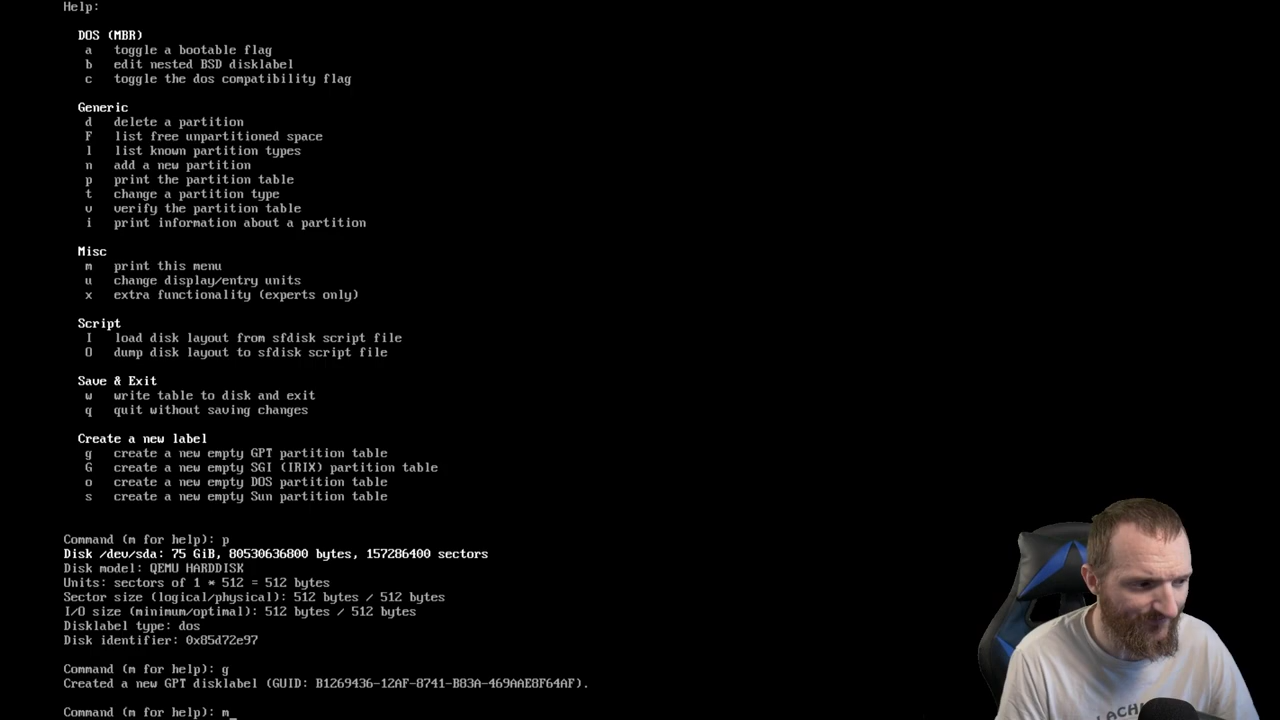 Help:
DOS (MBR)
a toggle a bootable flag
b edit nested BSD disklabel
c toggle the dos compatibility flag
Generic
d delete a partition
F list free unpartitioned space
l list known partition types
n add a new partition
p print the partition table
t change a partition type
v verify the partition table
i print information about a partition
Misc
m print this menu
u change display/entry units
x extra functionality (experts only)
Script
I load disk layout from sfdisk script file
O dump disk layout to sfdisk script file
Save & Exit
w write table to disk and exit
q quit without saving changes
Create a new label
g create a new empty GPT partition table
G create a new empty SGI (IRIX) partition table
o create a new empty DOS partition table
s create a new empty Sun partition table
Command (m for help): p
Disk /dev/sda: 75 GiB, 80530636800 bytes, 157286400 sectors
Disk model: QEMU HARDDISK
Units: sectors of 1 * 512 = 512 bytes
Sector size (logical/physical): 512 bytes / 512 bytes
I/O size (minimum/optimal): 512 bytes / 512 bytes
Disklabel type: dos
Disk identifier: 0x85d72e97
Command (m for help): g
Created a new GPT disklabel (GUID: B1269436-12AF-8741-B83A-469AAE8F64AF).
Command (m for help): m_